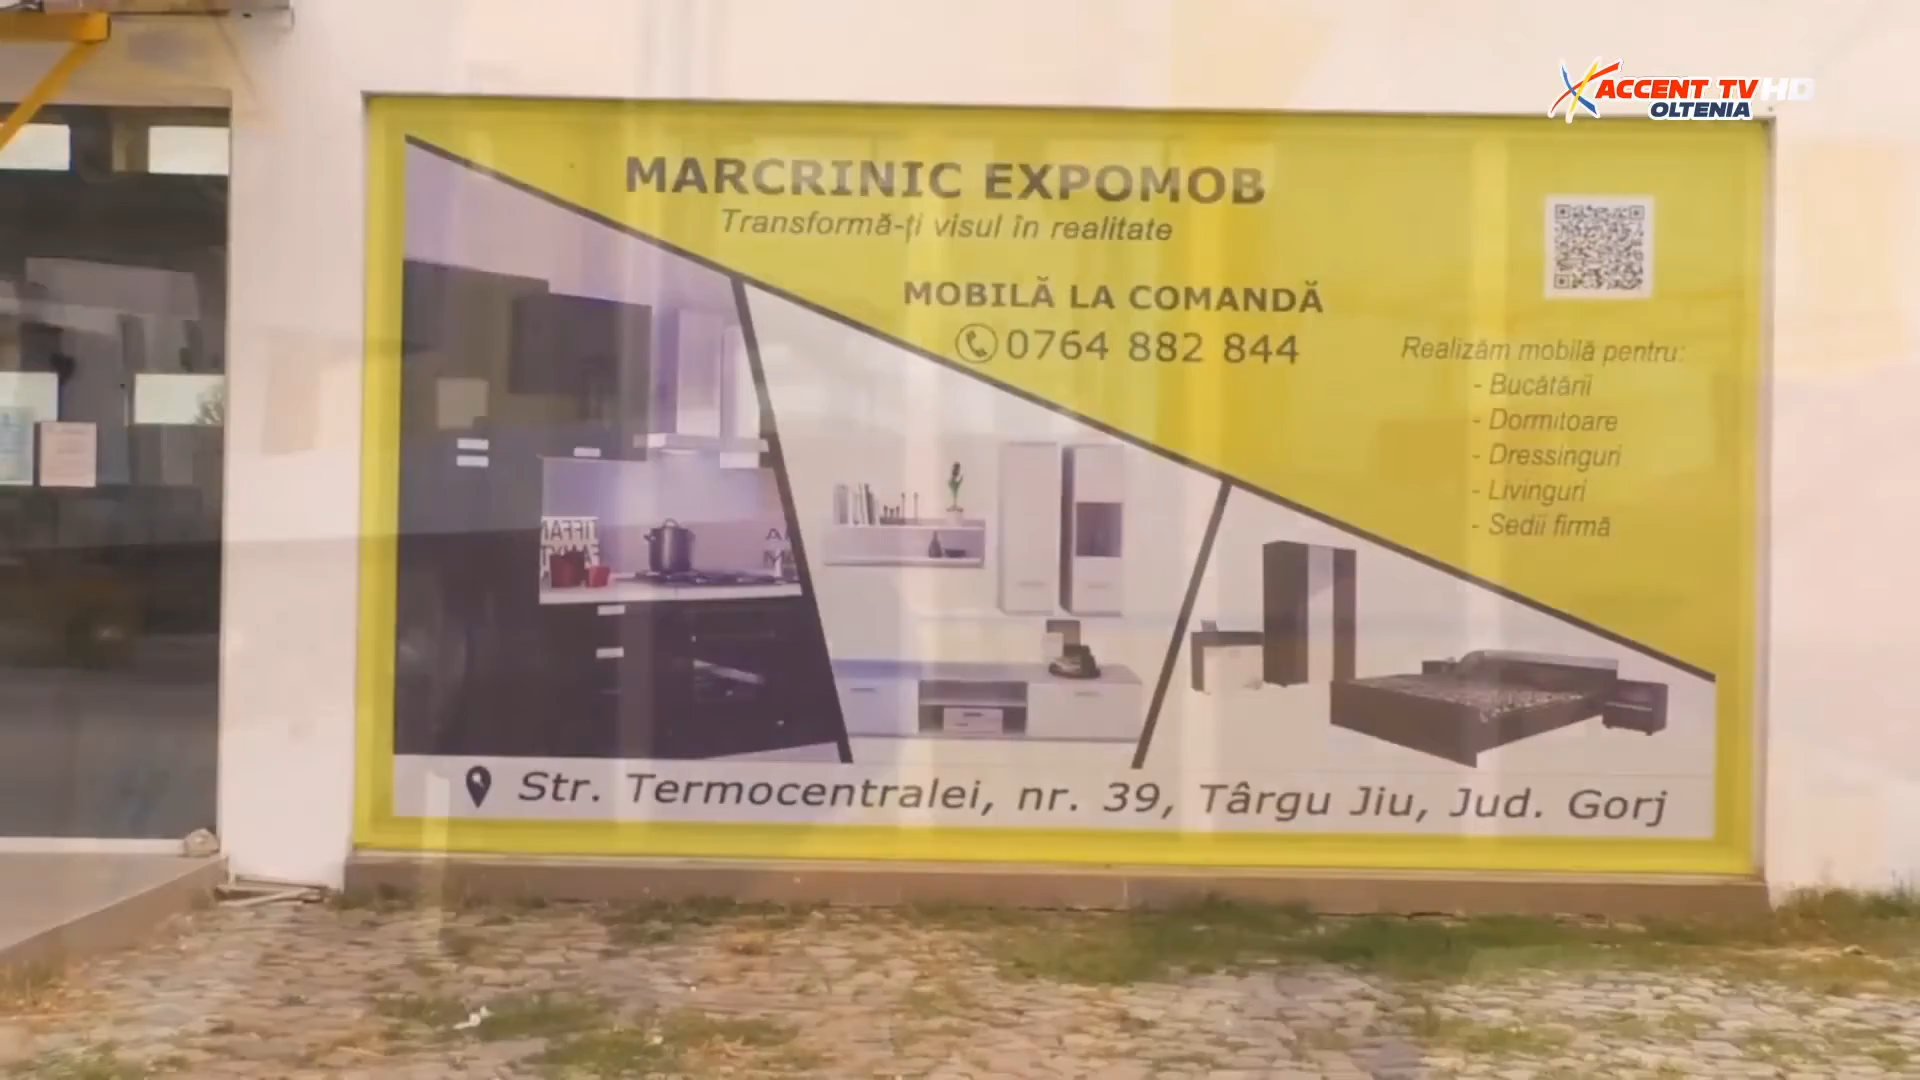 ACCENT TV HD
OLTENIA
MARCRINIC EXPOMOB
Transformă-ți visul în realitate
MOBILĂ LA COMANDĂ
0764 882 844
Realizăm mobilă pentru:
- Bucătării
- Dormitoare
- Dressinguri
- Livinguri
- Sedii firmă
Str. Termocentralei, nr. 39, Târgu Jiu, Jud. Gorj